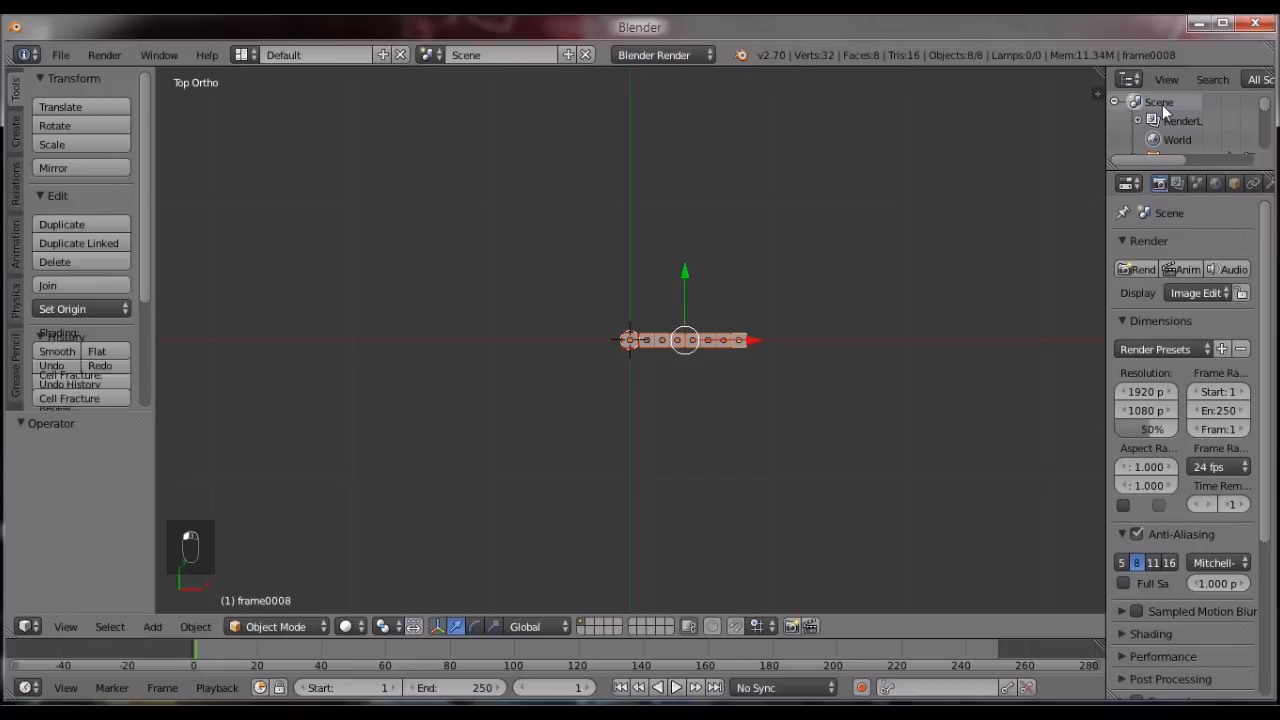 Blender
File Render Window Help Default Scene Blender Render v2.70 | Verts:32 | Faces:8 | Tris:16 | Objects:8/8 | Lamps:0/0 | Mem:11.34M | frame0008
Tools
Create
Relations
Animation
Physics
Grease Pencil
Transform
Translate
Rotate
Scale
Mirror
Edit
Duplicate
Duplicate Linked
Delete
Join
Set Origin
Shading:
History
Smooth Flat
Undo Redo
Cell Fracture:
Undo History
Cell Fracture
Operator
Top Ortho
(1) frame0008
View Select Add Object Object Mode Global
-40 -20 0 20 40 60 80 100 120 140 160 180 200 220 240 260 280
View Marker Frame Playback Start: 1 End: 250 1 No Sync
View Search All Sc
Scene
RenderL
World
Scene
Render
Rend Anim Audio
Display Image Edit
Dimensions
Render Presets
Resolution: Frame Ra...
1920 p Start: 1
1080 p En:250
50% Fram:1
Aspect Ra... Frame Ra...
: 1.000 24 fps
: 1.000 Time Rem...
1
Anti-Aliasing
5 8 11 16 Mitchell-
Full Sa 1.000 p
Sampled Motion Blur
Shading
Performance
Post Processing